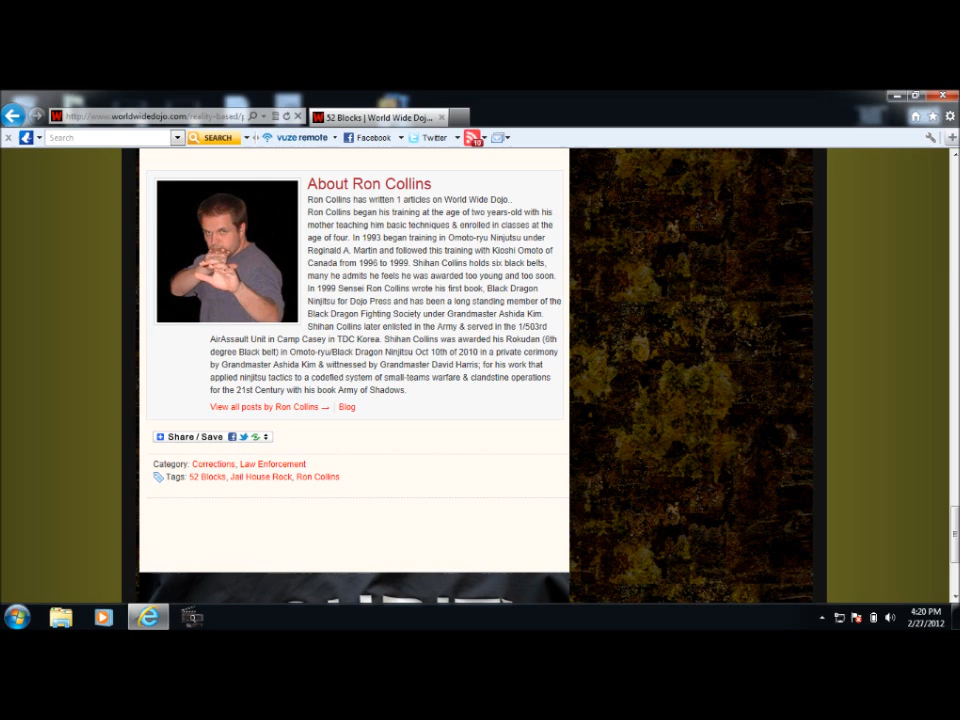 http://www.worldwidedojo.com/reality-based/
52 Blocks | World Wide Doj...
Search
SEARCH
vuze remote
Facebook
Twitter
10
About Ron Collins
Ron Collins has written 1 articles on World Wide Dojo..
Ron Collins began his training at the age of two years-old with his
mother teaching him basic techniques & enrolled in classes at the
age of four. In 1993 began training in Omoto-ryu Ninjutsu under
Reginald A. Martin and followed this training with Kioshi Omoto of
Canada from 1996 to 1999. Shihan Collins holds six black belts,
many he admits he feels he was awarded too young and too soon.
In 1999 Sensei Ron Collins wrote his first book, Black Dragon
Ninjitsu for Dojo Press and has been a long standing member of the
Black Dragon Fighting Society under Grandmaster Ashida Kim.
Shihan Collins later enlisted in the Army & served in the 1/503rd
AirAssault Unit in Camp Casey in TDC Korea. Shihan Collins was awarded his Rokudan (6th
degree Black belt) in Omoto-ryu/Black Dragon Ninjitsu Oct 10th of 2010 in a private cerimony
by Grandmaster Ashida Kim & witnessed by Grandmaster David Harris; for his work that
applied ninjitsu tactics to a codefied system of small-teams warfare & clandstine operations
for the 21st Century with his book Army of Shadows.
View all posts by Ron Collins → Blog
Share / Save
Category: Corrections, Law Enforcement
Tags: 52 Blocks, Jail House Rock, Ron Collins
4:20 PM
2/27/2012